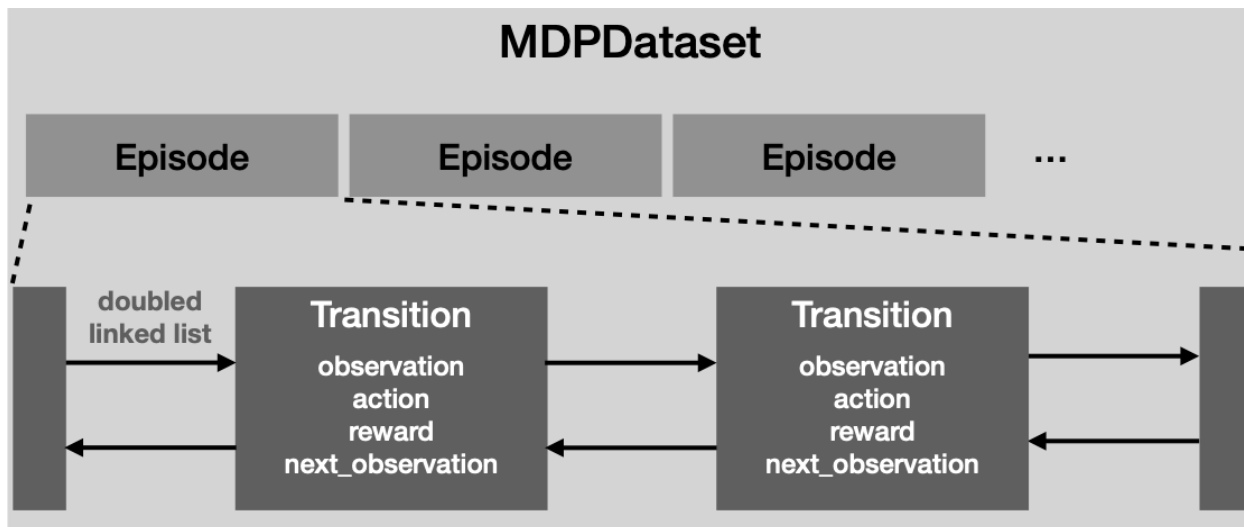 MDPDataset
Episode
Episode
Episode
...
doubled
linked list
Transition
observation
action
reward
next_observation
Transition
observation
action
reward
next_observation